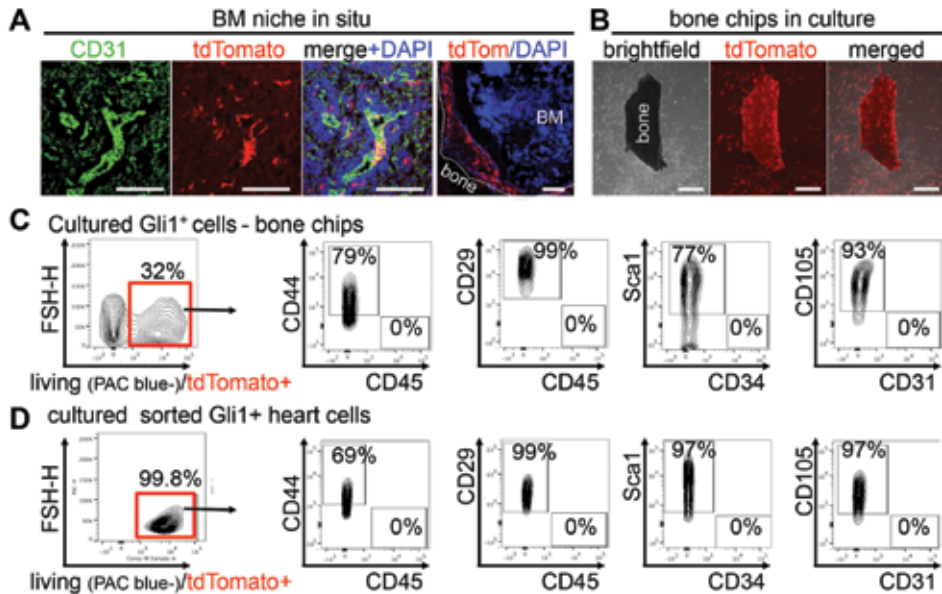 A BM niche in situ
CD31 tdTomato merge+DAPI tdTom/DAPI
BM
bone
B bone chips in culture
brightfield tdTomato merged
bone
C Cultured Gli1+ cells - bone chips
FSH-H
32%
living (PAC blue-)/tdTomato+
CD44
79%
0%
CD45
CD29
99%
0%
CD45
Sca1
77%
0%
CD34
CD105
93%
0%
CD31
D cultured sorted Gli1+ heart cells
FSH-H
99.8%
living (PAC blue-)/tdTomato+
CD44
69%
0%
CD45
CD29
99%
0%
CD45
Sca1
97%
0%
CD34
CD105
97%
0%
CD31